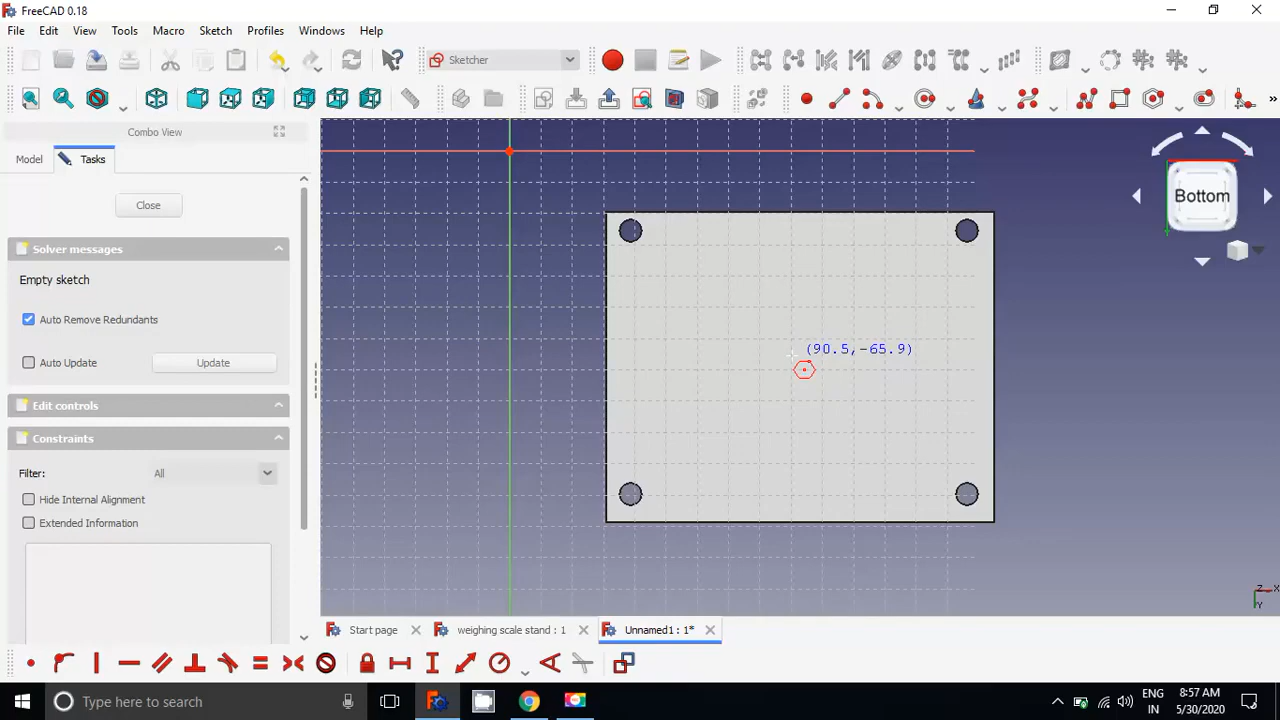 FreeCAD 0.18
File Edit View Tools Macro Sketch Profiles Windows Help
Sketcher
»
Combo View
Model Tasks
Close
Solver messages
Empty sketch
Auto Remove Redundants
Auto Update Update
Edit controls
Constraints
Filter: All
Hide Internal Alignment
Extended Information
(90.5,-65.9)
Bottom
Z X
Y
Start page weighing scale stand : 1 Unnamed1 : 1*
Type here to search
ENG 8:57 AM
IN 5/30/2020